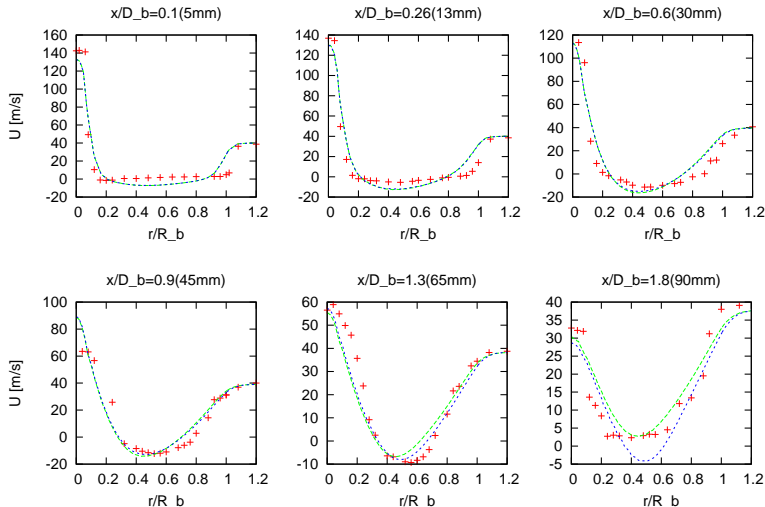 x/D_b=0.1(5mm)
x/D_b=0.26(13mm)
x/D_b=0.6(30mm)
U [m/s]
160
140
120
100
80
60
40
20
0
-20
0 0.2 0.4 0.6 0.8 1 1.2
r/R_b
140
120
100
80
60
40
20
0
-20
0 0.2 0.4 0.6 0.8 1 1.2
r/R_b
120
100
80
60
40
20
0
-20
0 0.2 0.4 0.6 0.8 1 1.2
r/R_b
x/D_b=0.9(45mm)
x/D_b=1.3(65mm)
x/D_b=1.8(90mm)
U [m/s]
100
80
60
40
20
0
-20
0 0.2 0.4 0.6 0.8 1 1.2
r/R_b
60
50
40
30
20
10
0
-10
0 0.2 0.4 0.6 0.8 1 1.2
r/R_b
40
35
30
25
20
15
10
5
0
-5
0 0.2 0.4 0.6 0.8 1 1.2
r/R_b